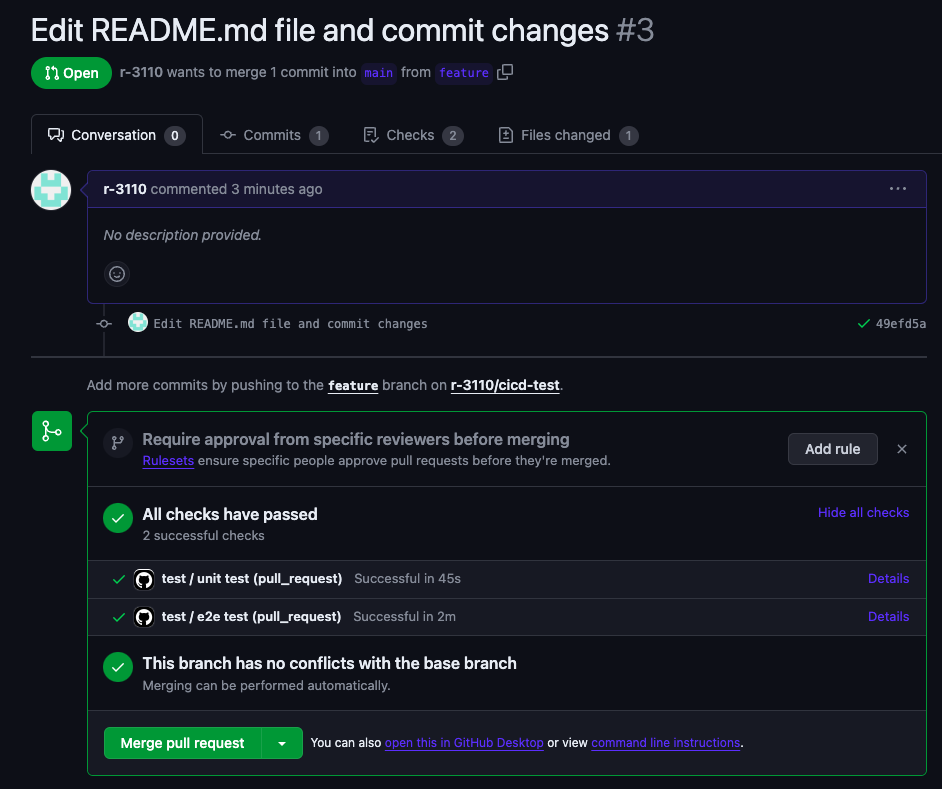 Edit README.md file and commit changes #3
Open r-3110 wants to merge 1 commit into main from feature
Conversation 0 Commits 1 Checks 2 Files changed 1
r-3110 commented 3 minutes ago
No description provided.
Edit README.md file and commit changes 49efd5a
Add more commits by pushing to the feature branch on r-3110/cicd-test.
Require approval from specific reviewers before merging
Rulesets ensure specific people approve pull requests before they're merged.
Add rule
All checks have passed
Hide all checks
2 successful checks
test / unit test (pull_request) Successful in 45s Details
test / e2e test (pull_request) Successful in 2m Details
This branch has no conflicts with the base branch
Merging can be performed automatically.
Merge pull request You can also open this in GitHub Desktop or view command line instructions.